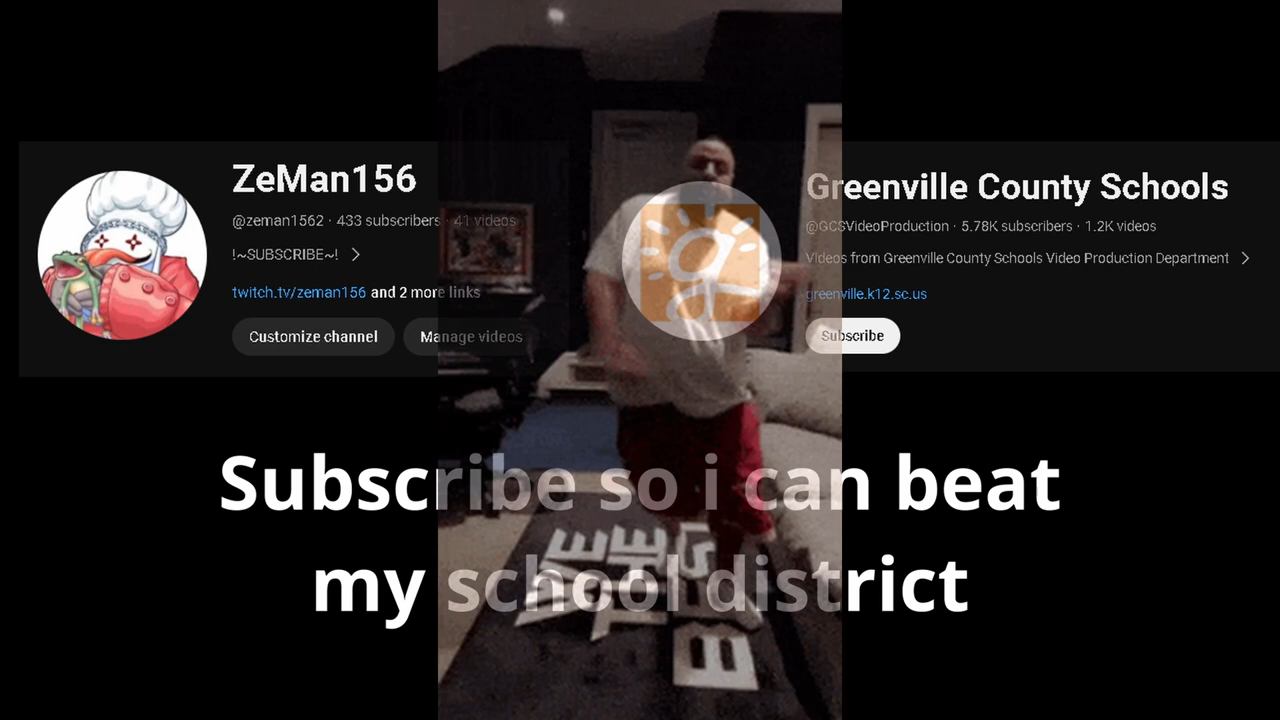 ZeMan156
@zeman1562 · 433 subscribers · 41 videos
!~SUBSCRIBE~!
twitch.tv/zeman156 and 2 more links
Customize channel
Manage videos
Greenville County Schools
@GCSVideoProduction · 5.78K subscribers · 1.2K videos
Videos from Greenville County Schools Video Production Department
greenville.k12.sc.us
Subscribe
Subscribe so i can beat
my school district